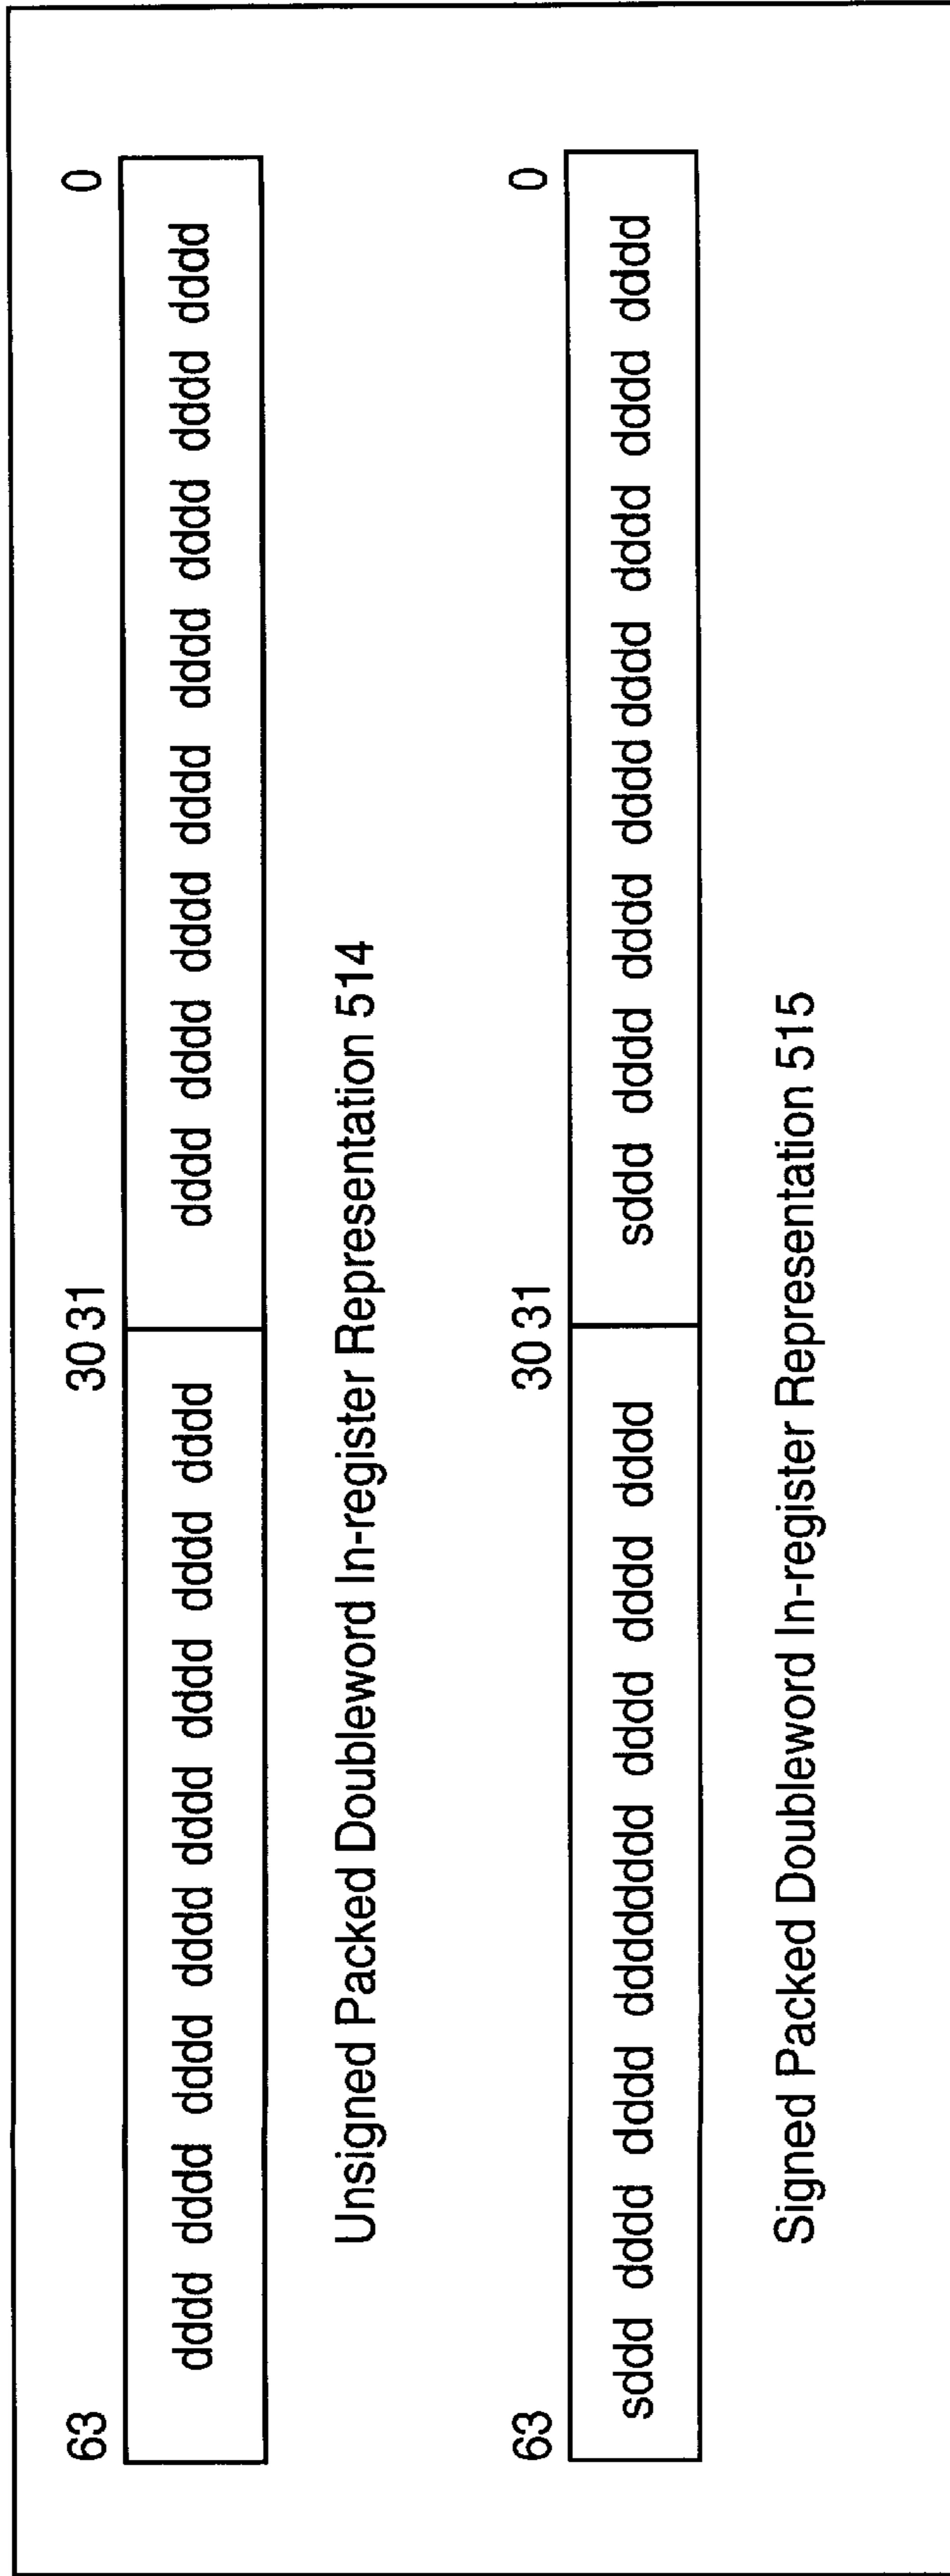 63 30 31 0
dddd dddd dddd dddd dddd dddd dddd dddd dddd dddd dddd dddd dddd dddd dddd dddd
Unsigned Packed Doubleword In-register Representation 514
63 30 31 0
sddd dddd dddd dddddddd dddd dddd dddd sddd dddd dddd dddd dddd dddd dddd dddd
Signed Packed Doubleword In-register Representation 515